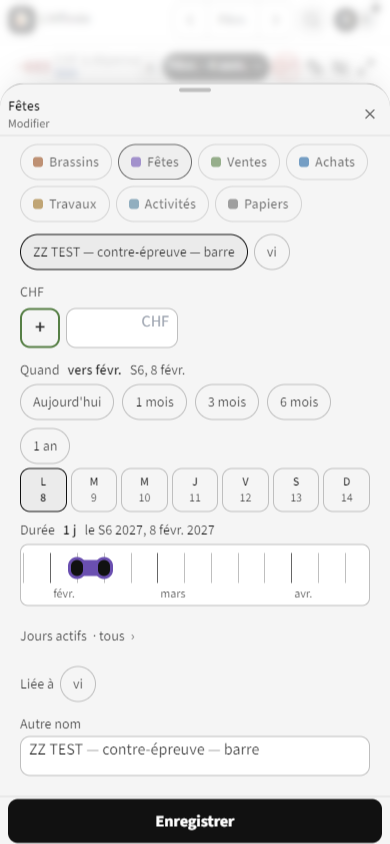 Fêtes
Modifier
×
Brassins Fêtes Ventes Achats
Travaux Activités Papiers
ZZ TEST — contre-épreuve — barre vi
CHF
+ CHF
Quand vers févr. S6, 8 févr.
Aujourd'hui 1 mois 3 mois 6 mois
1 an
L M M J V S D
8 9 10 11 12 13 14
Durée 1 j le S6 2027, 8 févr. 2027
févr. mars avr.
Jours actifs · tous ›
Liée à vi
Autre nom
ZZ TEST — contre-épreuve — barre
Enregistrer